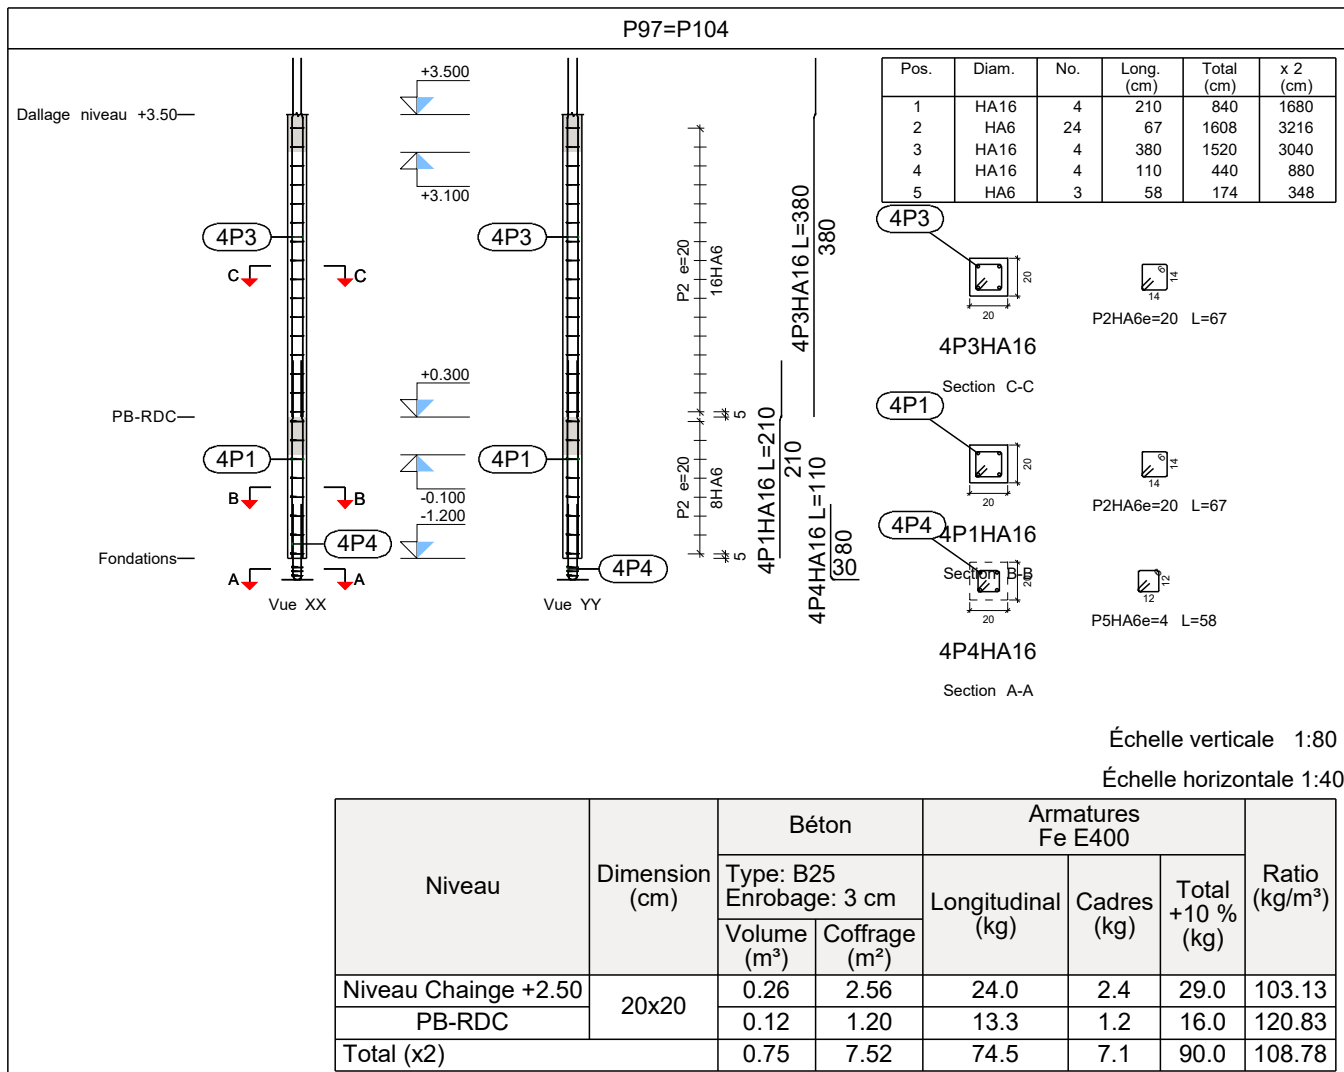 P97=P104
Dallage niveau +3.50
PB-RDC
Fondations
4P3
C C
4P1
B B
4P4
A A
Vue XX
+3.500
+3.100
+0.300
-0.100
-1.200
4P3
4P1
4P4
Vue YY
P2 e=20
16HA6
5
P2 e=20
8HA6
5
4P3HA16 L=380
380
4P1HA16 L=210
210
4P4HA16 L=110
80
30
Pos. Diam. No. Long. (cm) Total (cm) x 2 (cm)
1 HA16 4 210 840 1680
2 HA6 24 67 1608 3216
3 HA16 4 380 1520 3040
4 HA16 4 110 440 880
5 HA6 3 58 174 348
4P3
20
20
4P3HA16
Section C-C
6
14
14
P2HA6e=20 L=67
4P1
20
20
4P1HA16
Section B-B
6
14
14
P2HA6e=20 L=67
4P4
20
20
4P4HA16
Section A-A
6
12
12
P5HA6e=4 L=58
Échelle verticale 1:80
Échelle horizontale 1:40
Niveau
Dimension
(cm)
Béton
Type: B25
Enrobage: 3 cm
Volume
(m³)
Coffrage
(m²)
Armatures
Fe E400
Longitudinal
(kg)
Cadres
(kg)
Total
+10 %
(kg)
Ratio
(kg/m³)
Niveau Chainge +2.50 20x20 0.26 2.56 24.0 2.4 29.0 103.13
PB-RDC 0.12 1.20 13.3 1.2 16.0 120.83
Total (x2) 0.75 7.52 74.5 7.1 90.0 108.78